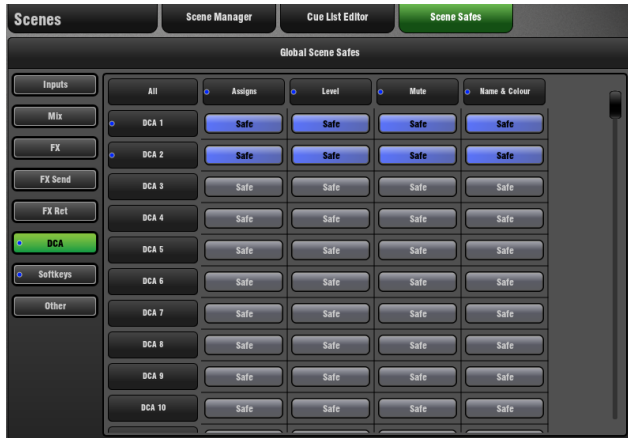 Scenes Scene Manager Cue List Editor Scene Safes
Global Scene Safes
Inputs
Mix
FX
FX Send
FX Ret
DCA
Softkeys
Other
All Assigns Level Mute Name & Colour
DCA 1 Safe Safe Safe Safe
DCA 2 Safe Safe Safe Safe
DCA 3 Safe Safe Safe Safe
DCA 4 Safe Safe Safe Safe
DCA 5 Safe Safe Safe Safe
DCA 6 Safe Safe Safe Safe
DCA 7 Safe Safe Safe Safe
DCA 8 Safe Safe Safe Safe
DCA 9 Safe Safe Safe Safe
DCA 10 Safe Safe Safe Safe